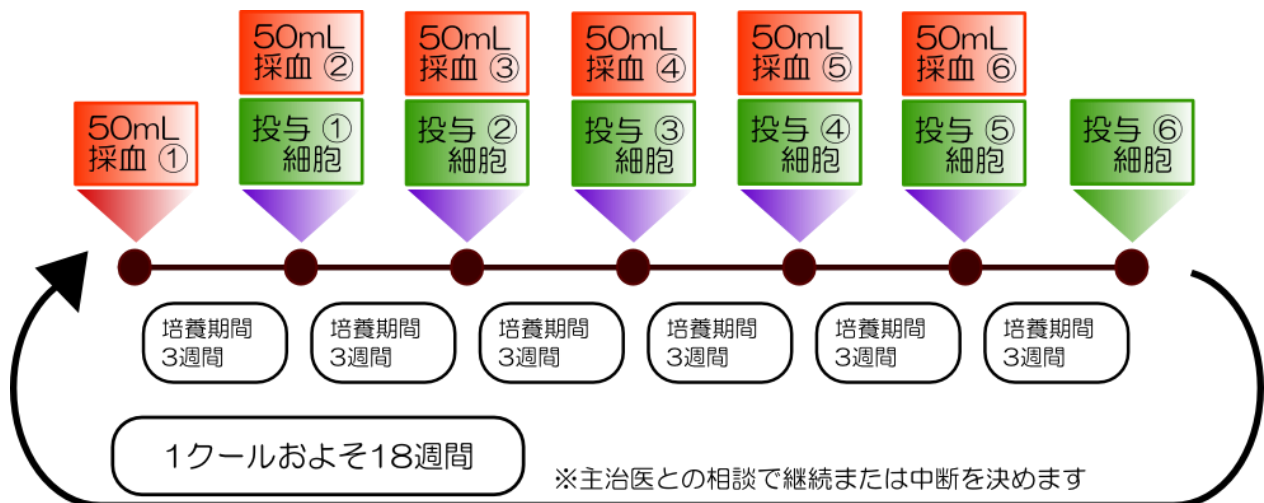 50mL
採血 ①
50mL
採血 ②
投与 ①
細胞
50mL
採血 ③
投与 ②
細胞
50mL
採血 ④
投与 ③
細胞
50mL
採血 ⑤
投与 ④
細胞
50mL
採血 ⑥
投与 ⑤
細胞
投与 ⑥
細胞
培養期間
3週間
培養期間
3週間
培養期間
3週間
培養期間
3週間
培養期間
3週間
培養期間
3週間
1クールおよそ18週間
※主治医との相談で継続または中断を決めます